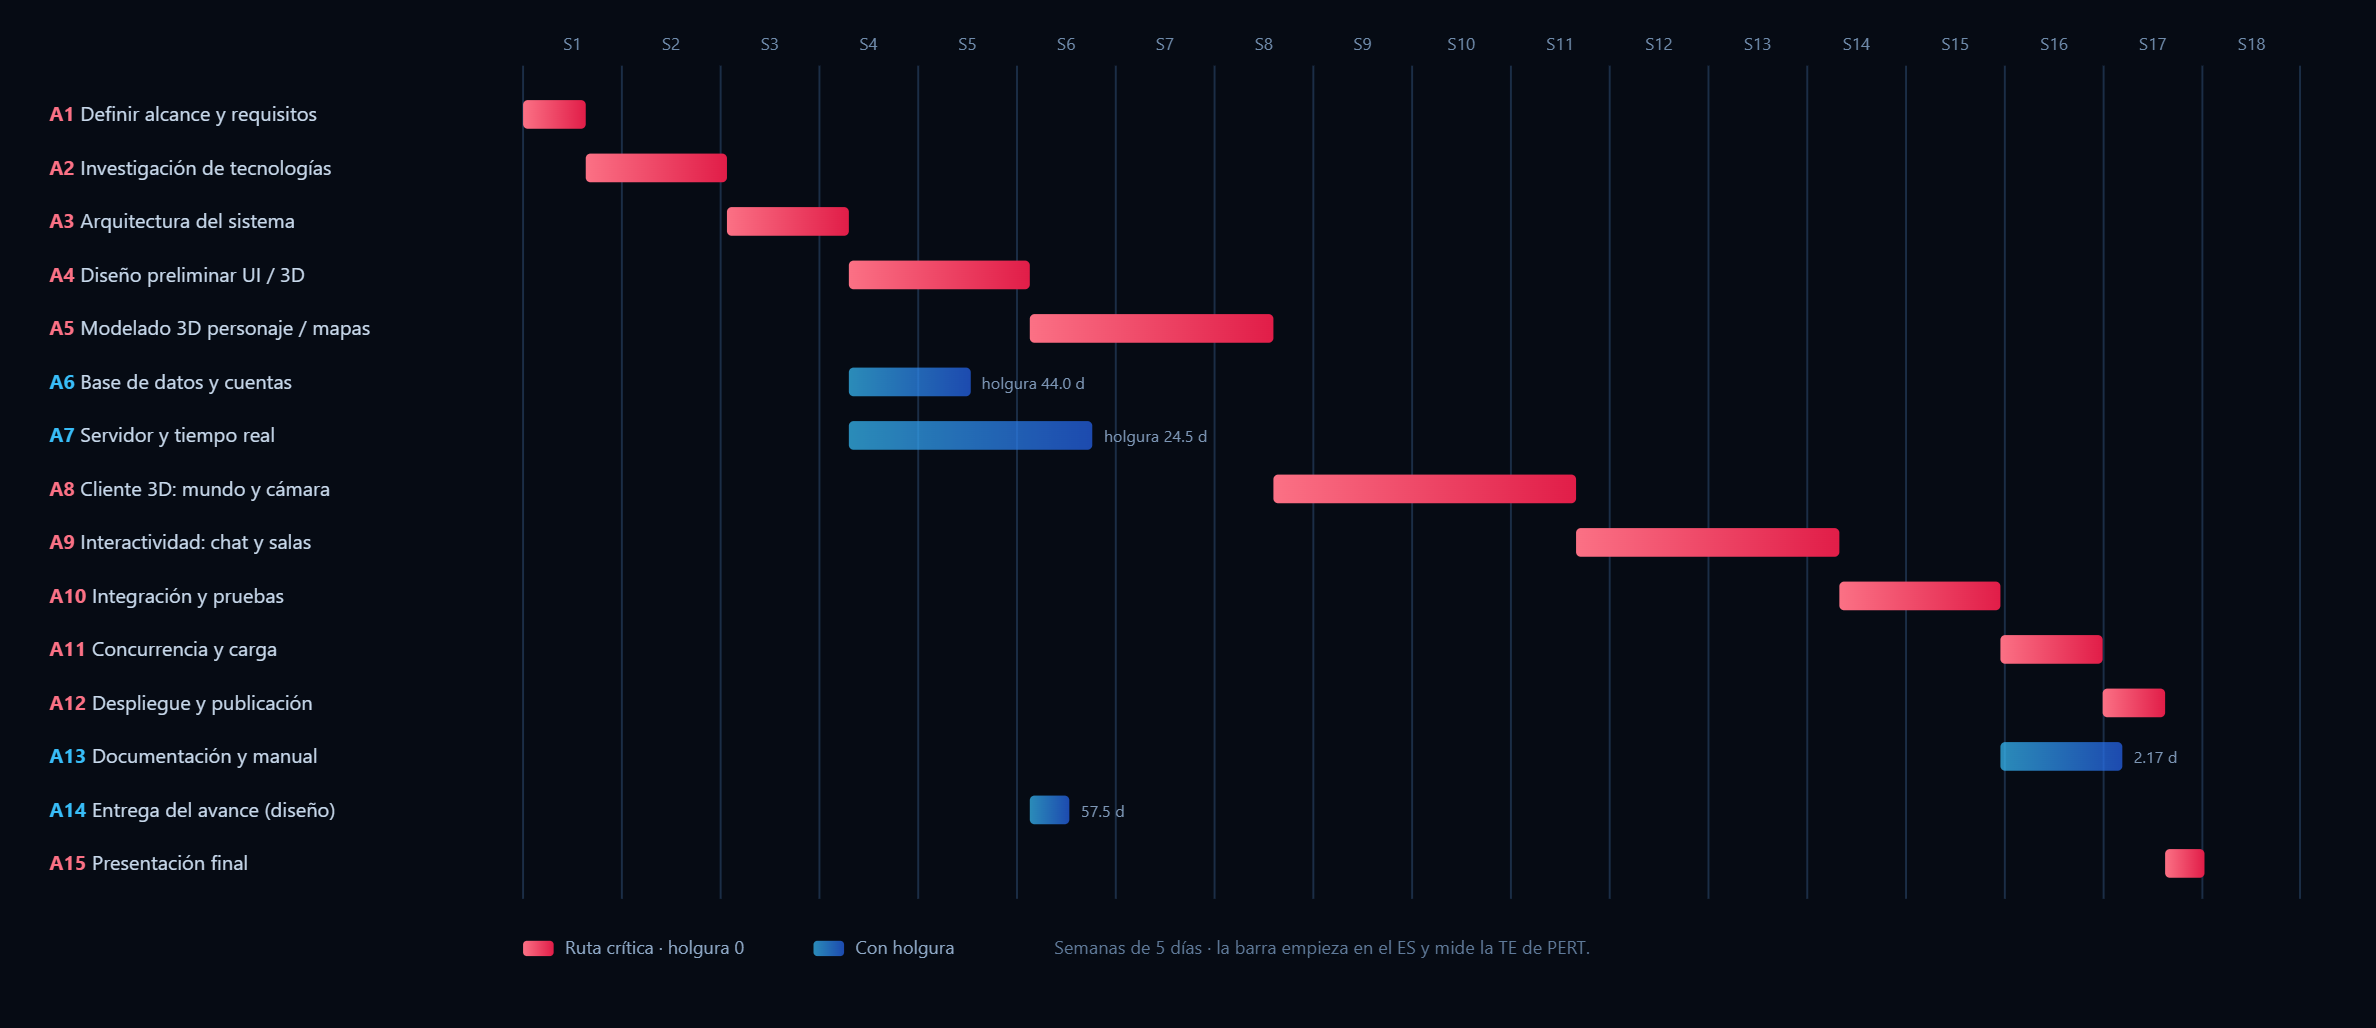 S1 S2 S3 S4 S5 S6 S7 S8 S9 S10 S11 S12 S13 S14 S15 S16 S17 S18
A1 Definir alcance y requisitos
A2 Investigación de tecnologías
A3 Arquitectura del sistema
A4 Diseño preliminar UI / 3D
A5 Modelado 3D personaje / mapas
A6 Base de datos y cuentas holgura 44.0 d
A7 Servidor y tiempo real holgura 24.5 d
A8 Cliente 3D: mundo y cámara
A9 Interactividad: chat y salas
A10 Integración y pruebas
A11 Concurrencia y carga
A12 Despliegue y publicación
A13 Documentación y manual 2.17 d
A14 Entrega del avance (diseño) 57.5 d
A15 Presentación final
Ruta crítica · holgura 0 Con holgura Semanas de 5 días · la barra empieza en el ES y mide la TE de PERT.